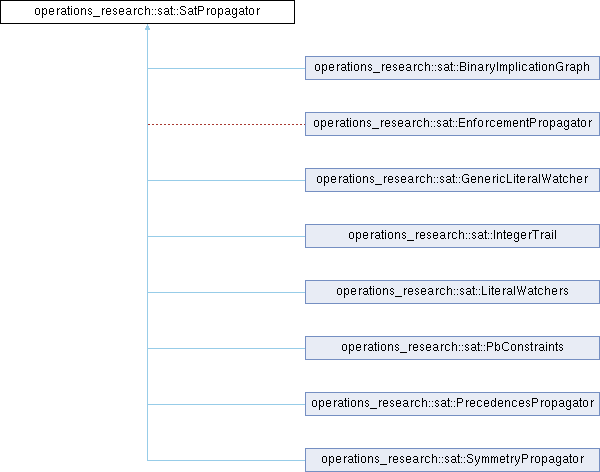 operations_research::sat::SatPropagator
operations_research::sat::BinaryImplicationGraph
operations_research::sat::EnforcementPropagator
operations_research::sat::GenericLiteralWatcher
operations_research::sat::IntegerTrail
operations_research::sat::LiteralWatchers
operations_research::sat::PbConstraints
operations_research::sat::PrecedencesPropagator
operations_research::sat::SymmetryPropagator